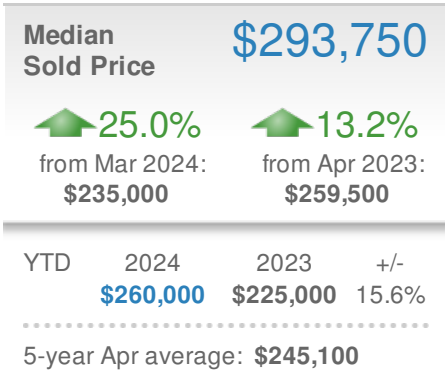 Median
Sold Price
$293,750
25.0%
from Mar 2024:
$235,000
13.2%
from Apr 2023:
$259,500
YTD 2024 2023 +/-
$260,000 $225,000 15.6%
5-year Apr average: $245,100